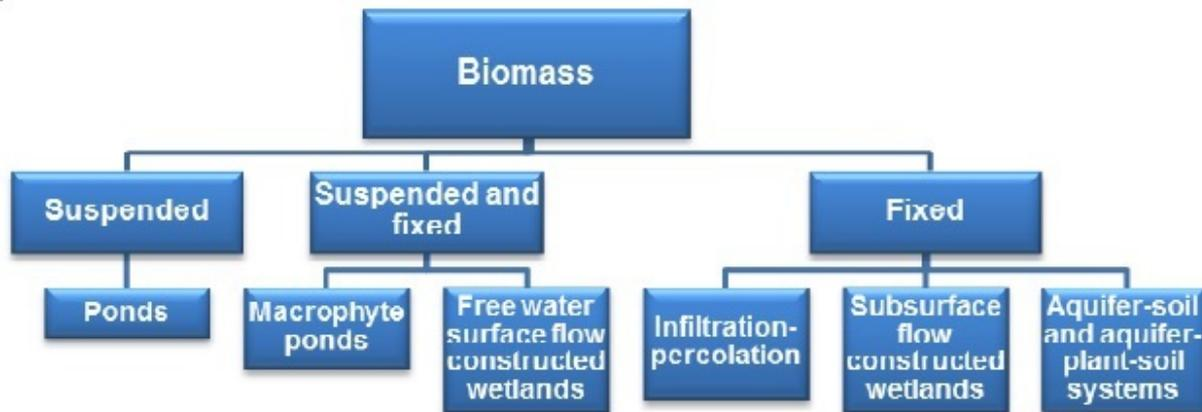 Biomass
Suspended
Suspended and
fixed
Fixed
Ponds
Macrophyte
ponds
Free water
surface flow
constructed
wetlands
Infiltration-
percolation
Subsurface
flow
constructed
wetlands
Aquifer-soil
and aquifer-
plant-soil
systems